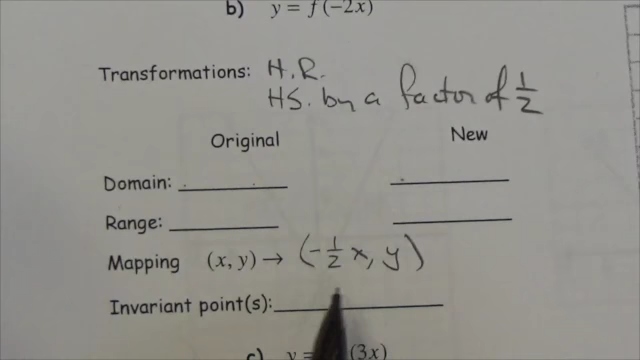 b) y = f(-2x)
Transformations: H.R.
HS. by a factor of 1/2
Original New
Domain:
Range:
Mapping (x, y) → (-1/2 x, y)
Invariant point(s):
c) y = (3x)